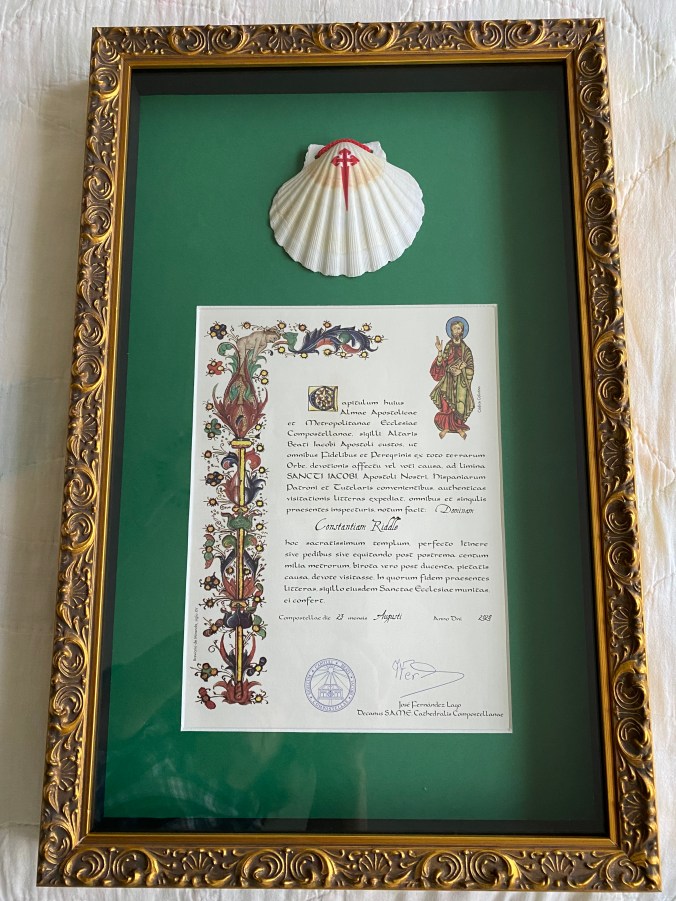 Capitulum huius
Almae Apostolicae
et Metropolitanae Ecclesiae
Compostellanae, sigilli Altaris
Beati Iacobi Apostoli custos, ut
omnibus Fidelibus et Peregrinis ex toto terrarum
Orbe, devotionis affectu vel voti causa, ad limina
SANCTI IACOBI, Apostoli Nostri, Hispaniarum
Patroni et Tutelaris convenientibus, authenticas
visitationis litteras expediat, omnibus et singulis
praesentes inspecturis, notum facit: Dominam
Constantiam Riddle
hoc sacratissimum templum, perfecto Itinere
sive pedibus sive equitando post postrema centum
milia metrorum, birota vero post ducenta, pietatis
causa, devote visitasse. In quorum fidem praesentes
litteras, sigillo eiusdem Sanctae Ecclesiae munitas
ei confert.
Compostellae die 23 mensis Augusti Anno Dni 2018
José Fernández Lago
Decanus S.A.M.E. Cathedralis Compostellanae